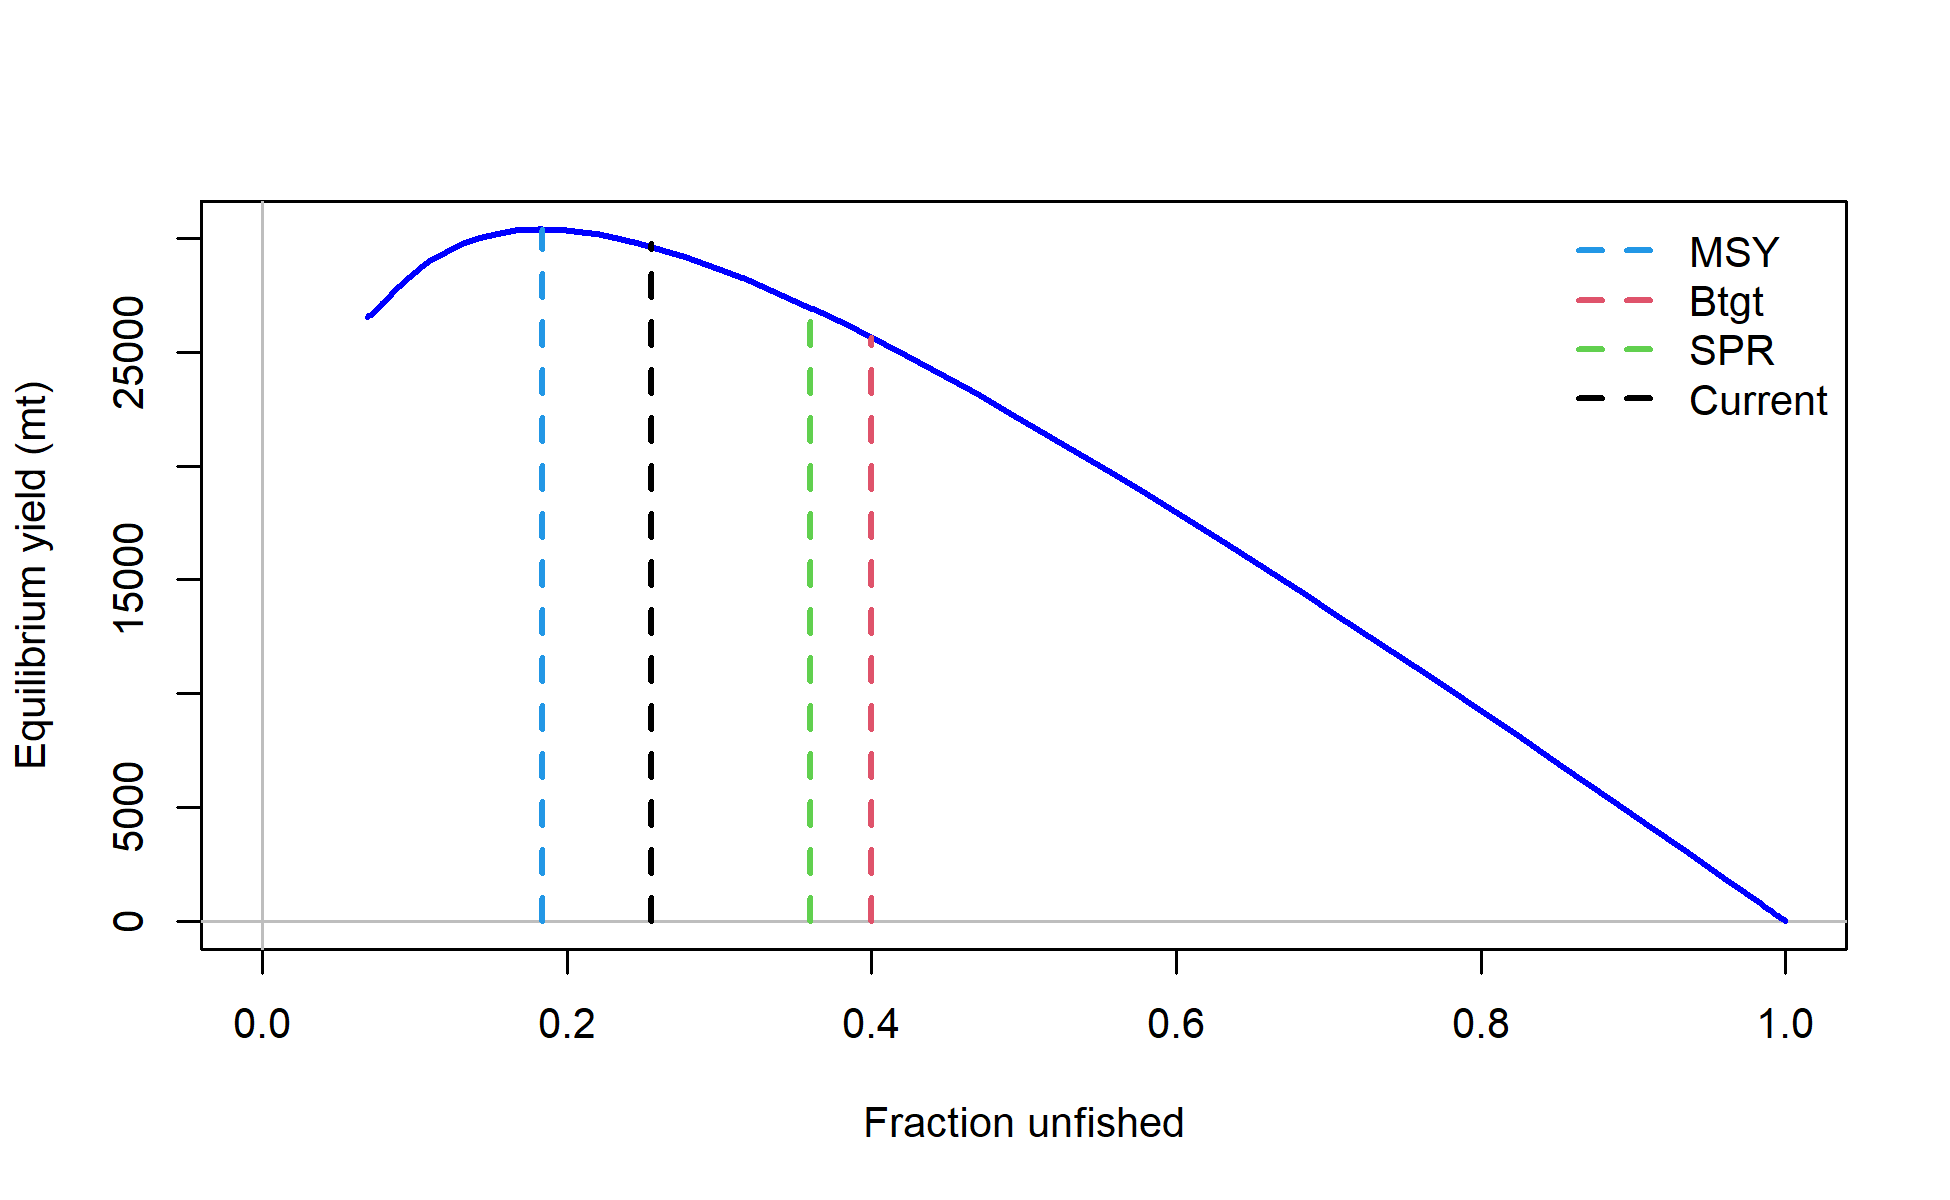 MSY
Btgt
SPR
Current
Equilibrium yield (mt)
25000
15000
5000
0
0.0 0.2 0.4 0.6 0.8 1.0
Fraction unfished